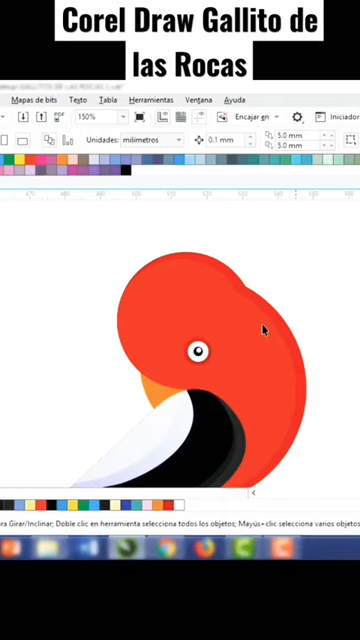 Corel Draw Gallito de
las Rocas
Mapas de bits Texto Tabla Herramientas Ventana Ayuda
PDF 150% Encajar en Iniciador
Unidades: milímetros 0.1 mm 5.0 mm
5.0 mm
ra Girar/Inclinar; Doble clic en herramienta selecciona todos los objetos; Mayús+clic selecciona varios objetos